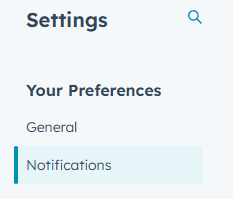 Settings
Your Preferences
General
Notifications